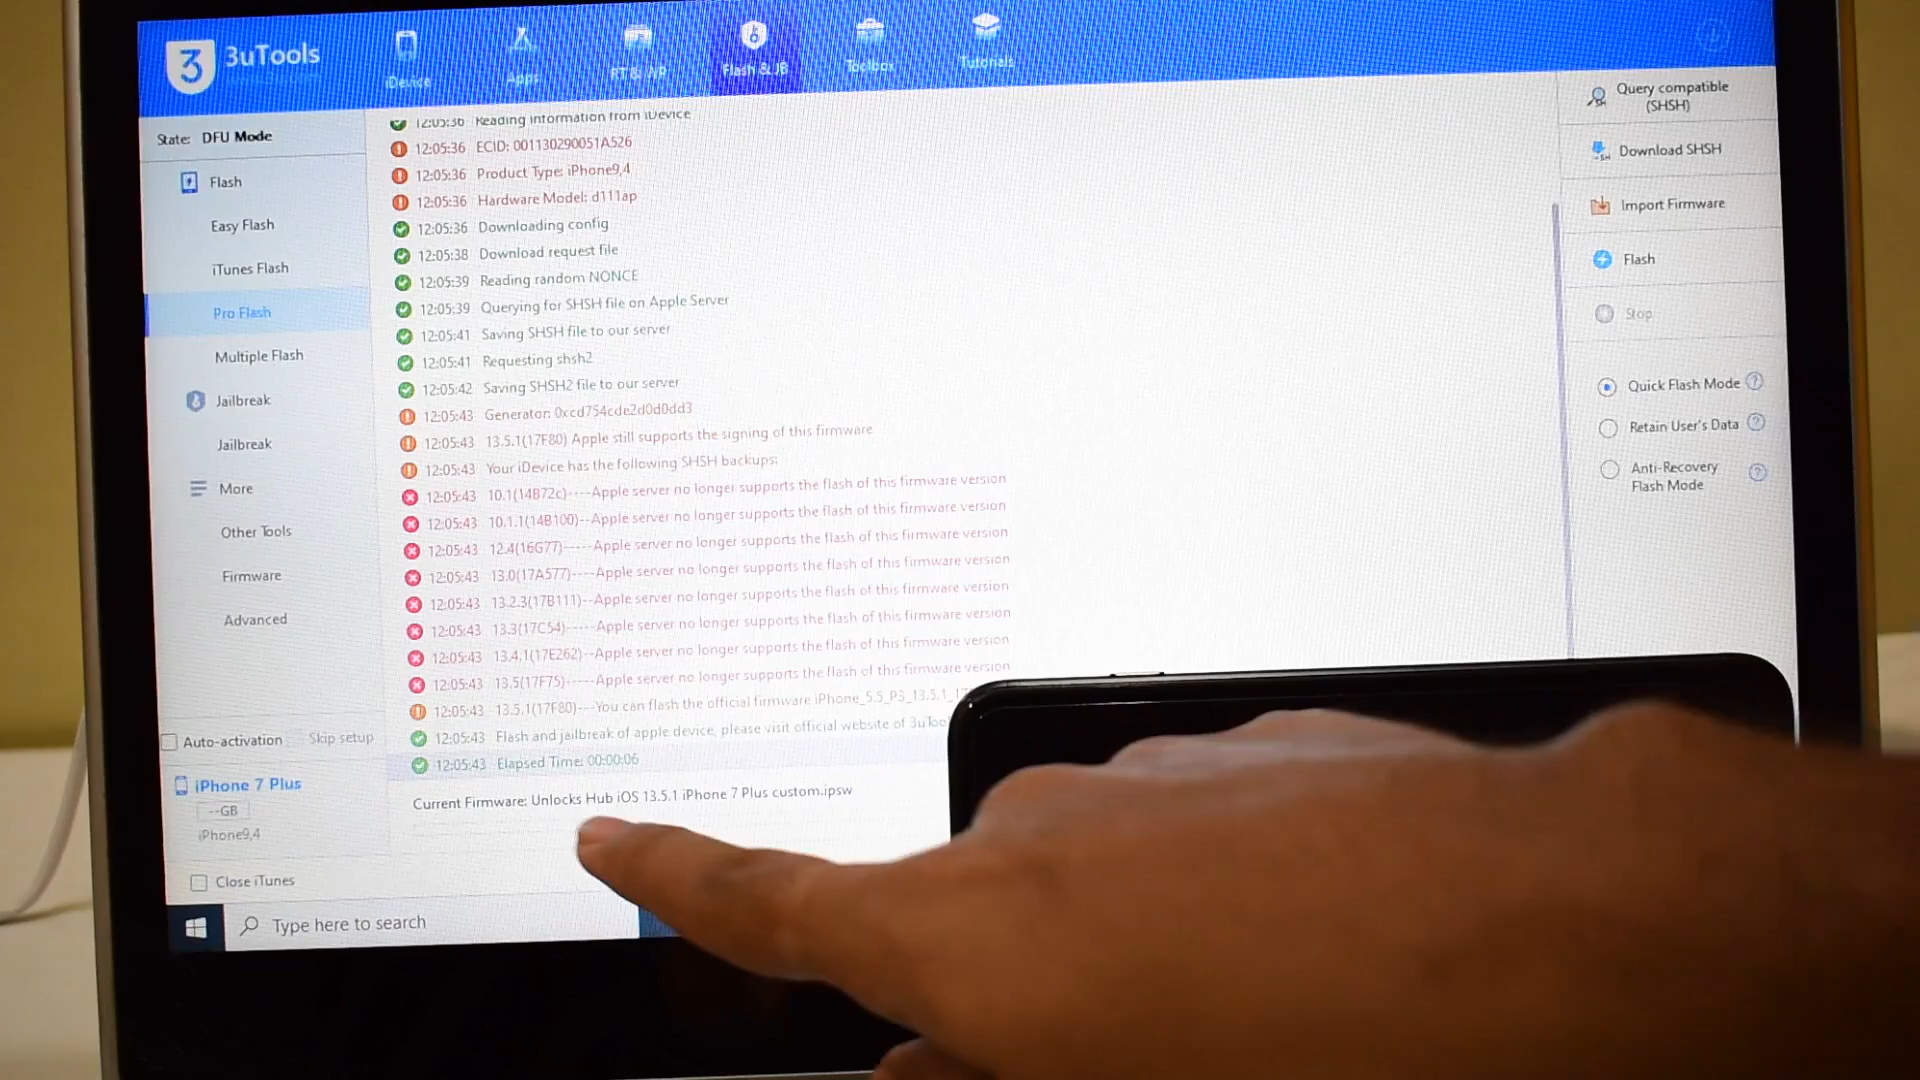 3 3uTools
iDevice
Apps
RT & WP
Flash & JB
Toolbox
Tutorials
State: DFU Mode
Flash
Easy Flash
iTunes Flash
Pro Flash
Multiple Flash
Jailbreak
Jailbreak
More
Other Tools
Firmware
Advanced
Auto-activation Skip setup
iPhone 7 Plus
--GB
iPhone9,4
Close iTunes
12:05:36 Reading information from iDevice
12:05:36 ECID: 001130290051A526
12:05:36 Product Type: iPhone9,4
12:05:36 Hardware Model: d111ap
12:05:36 Downloading config
12:05:38 Download request file
12:05:39 Reading random NONCE
12:05:39 Querying for SHSH file on Apple Server
12:05:41 Saving SHSH file to our server
12:05:41 Requesting shsh2
12:05:42 Saving SHSH2 file to our server
12:05:43 Generator: 0xcd754cde2d0d0dd3
12:05:43 13.5.1(17F80) Apple still supports the signing of this firmware
12:05:43 Your iDevice has the following SHSH backups:
12:05:43 10.1(14B72c)----Apple server no longer supports the flash of this firmware version
12:05:43 10.1.1(14B100)--Apple server no longer supports the flash of this firmware version
12:05:43 12.4(16G77)-----Apple server no longer supports the flash of this firmware version
12:05:43 13.0(17A577)----Apple server no longer supports the flash of this firmware version
12:05:43 13.2.3(17B111)--Apple server no longer supports the flash of this firmware version
12:05:43 13.3(17C54)-----Apple server no longer supports the flash of this firmware version
12:05:43 13.4.1(17E262)--Apple server no longer supports the flash of this firmware version
12:05:43 13.5(17F75)-----Apple server no longer supports the flash of this firmware version
12:05:43 13.5.1(17F80)---You can flash the official firmware iPhone_5.5_P3_13.5.1_17
12:05:43 Flash and jailbreak of apple device, please visit official website of 3uToo
12:05:43 Elapsed Time: 00:00:06
Current Firmware: Unlocks Hub iOS 13.5.1 iPhone 7 Plus custom.ipsw
Query compatible
(SHSH)
Download SHSH
Import Firmware
Flash
Stop
Quick Flash Mode ?
Retain User's Data ?
Anti-Recovery
Flash Mode ?
Type here to search